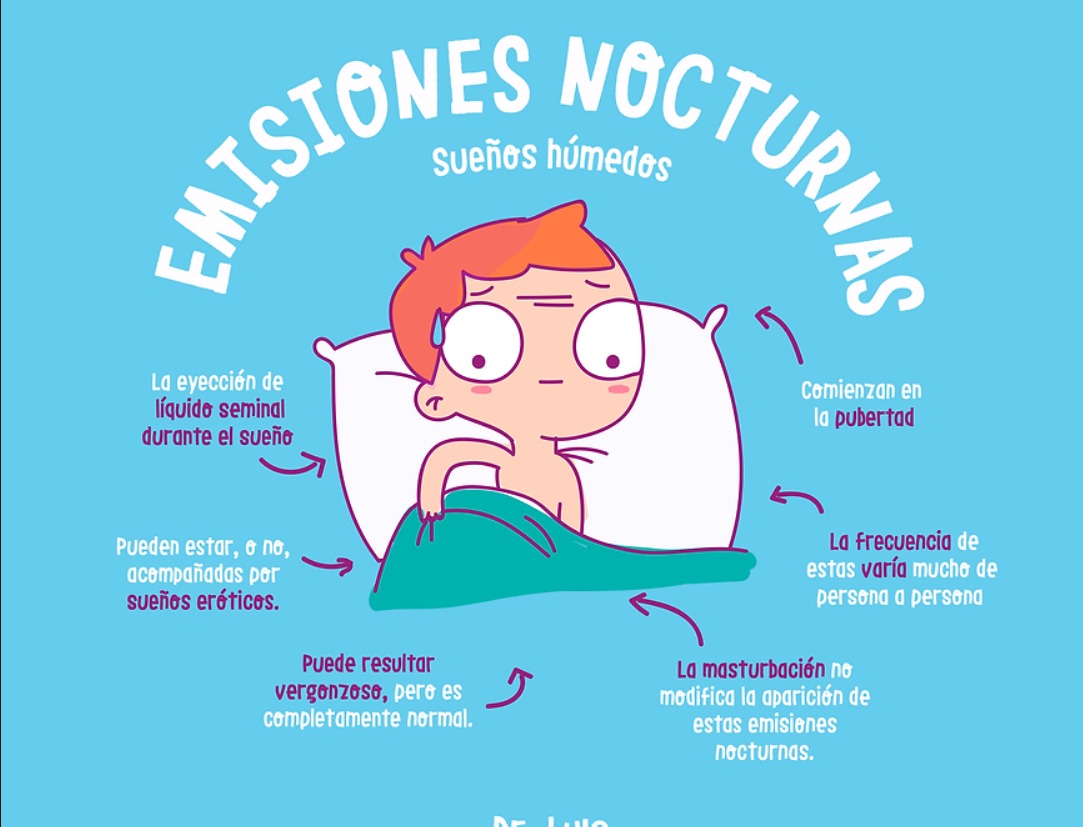 EMISIONES NOCTURNAS
Sueños húmedos
La eyección de
líquido seminal
durante el sueño
Comienzan en
la pubertad
Pueden estar, o no,
acompañadas por
sueños eróticos.
La frecuencia de
estas varía mucho de
persona a persona
Puede resultar
vergonzoso, pero es
completamente normal.
La masturbación no
modifica la aparición de
estas emisiones
nocturnas.